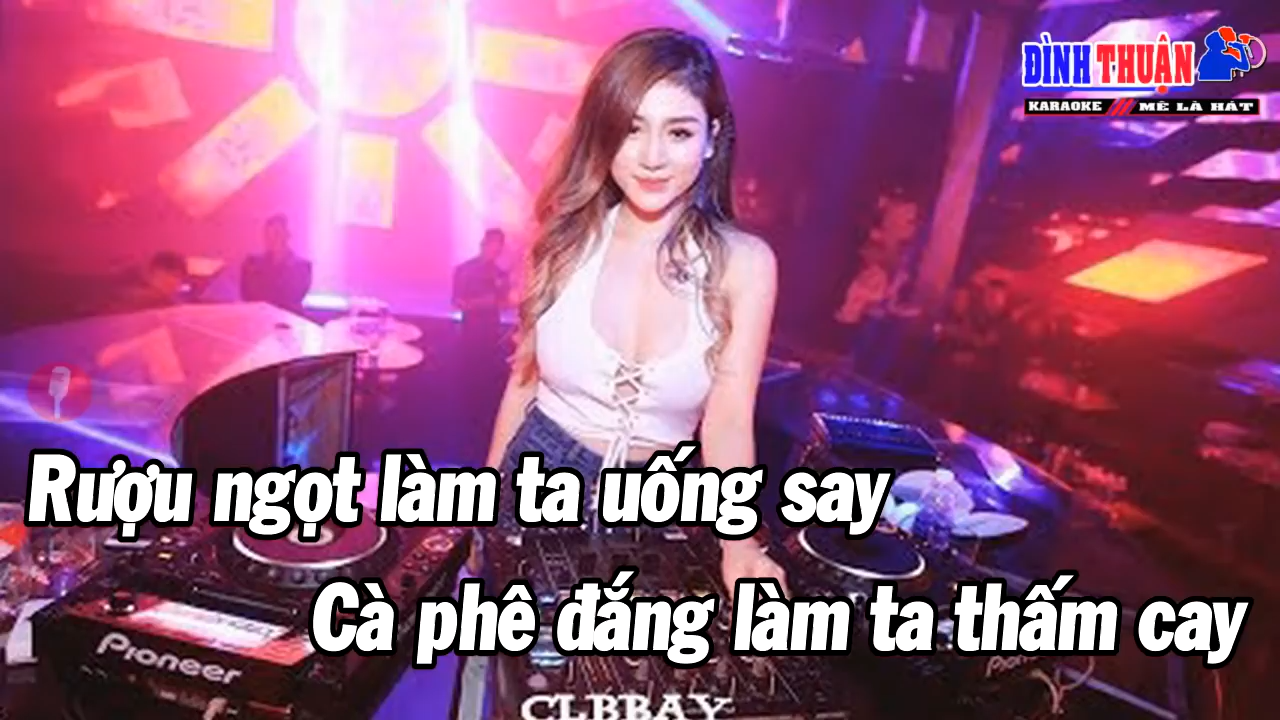 ĐÌNH THUẬN
KARAOKE /// MÊ LÀ HÁT
Rượu ngọt làm ta uống say
Cà phê đắng làm ta thấm cay
Pioneer
Pioneer
CLBBAY